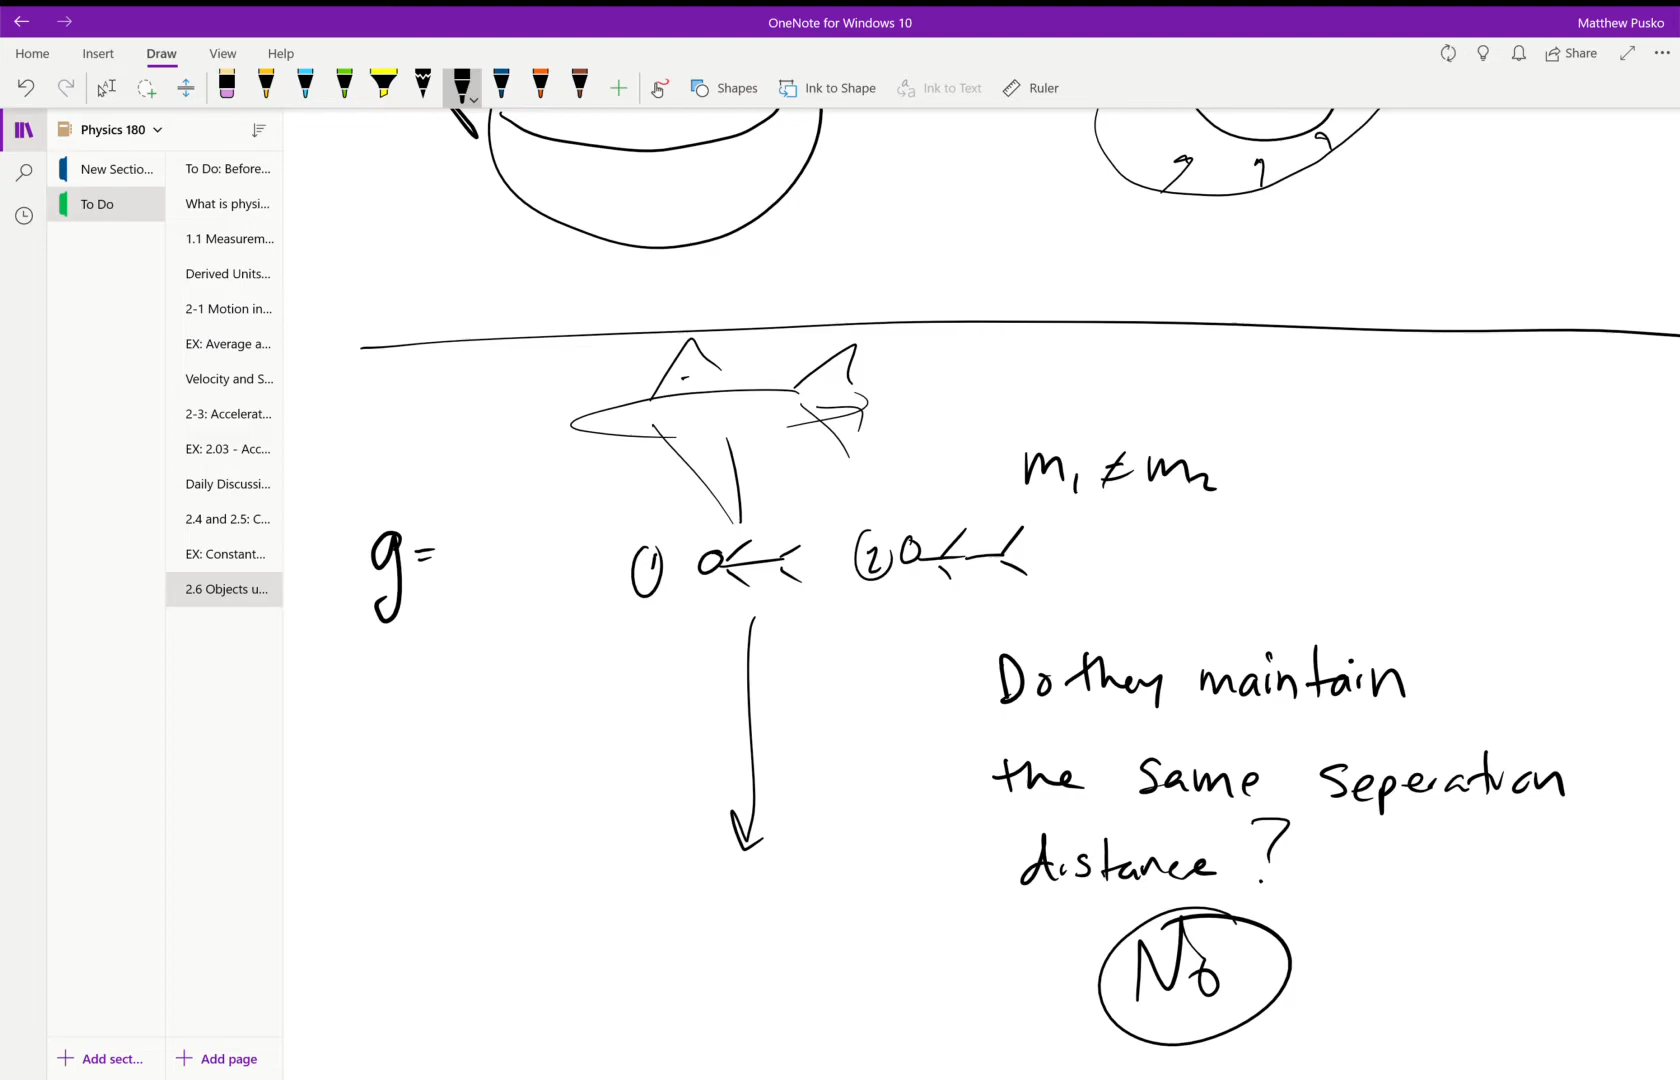 OneNote for Windows 10
Matthew Pusko
Home
Insert
Draw
View
Help
Share
Shapes
Ink to Shape
Ink to Text
Ruler
Physics 180
New Sectio...
To Do
To Do: Before...
What is physi...
1.1 Measurem...
Derived Units...
2-1 Motion in...
EX: Average a...
Velocity and S...
2-3: Accelerat...
EX: 2.03 - Acc...
Daily Discussi...
2.4 and 2.5: C...
EX: Constant...
2.6 Objects u...
m₁ ≠ m₂
g=
① ②
Do they maintain
the same seperation
distance?
No
Add sect...
Add page